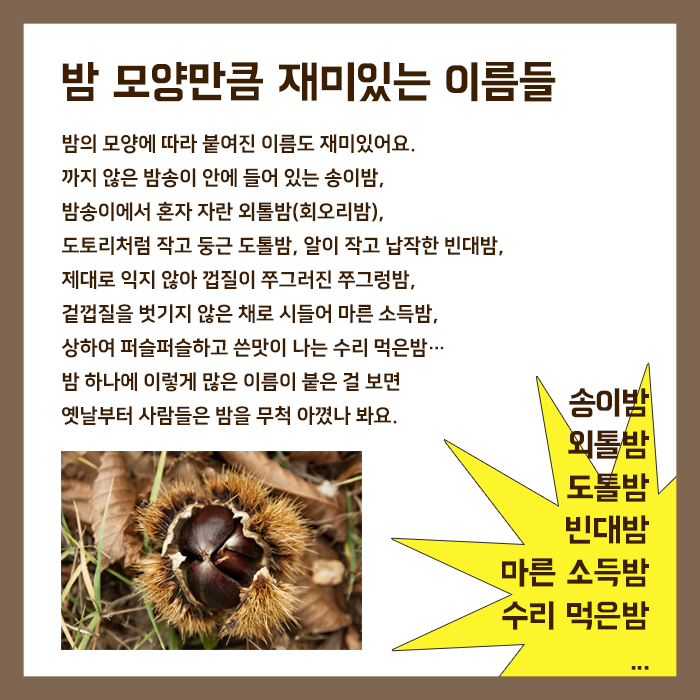 밤 모양만큼 재미있는 이름들
밤의 모양에 따라 붙여진 이름도 재미있어요.
까지 않은 밤송이 안에 들어 있는 송이밤,
밤송이에서 혼자 자란 외톨밤(회오리밤),
도토리처럼 작고 둥근 도톨밤, 알이 작고 납작한 빈대밤,
제대로 익지 않아 껍질이 쭈그러진 쭈그렁밤,
겉껍질을 벗기지 않은 채로 시들어 마른 소득밤,
상하여 퍼슬퍼슬하고 쓴맛이 나는 수리 먹은밤…
밤 하나에 이렇게 많은 이름이 붙은 걸 보면
옛날부터 사람들은 밤을 무척 아꼈나 봐요.
송이밤
외톨밤
도톨밤
빈대밤
마른 소득밤
수리 먹은밤
...